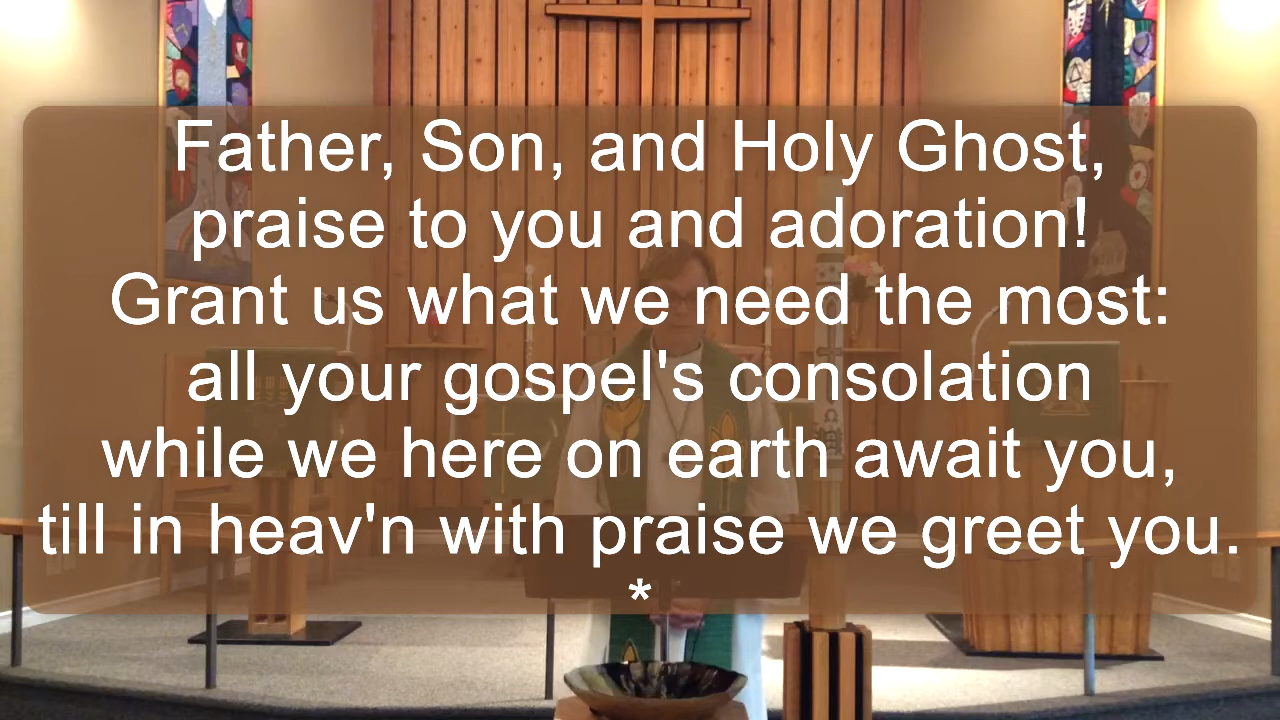 Father, Son, and Holy Ghost,
praise to you and adoration!
Grant us what we need the most:
all your gospel's consolation
while we here on earth await you,
till in heav'n with praise we greet you.
*